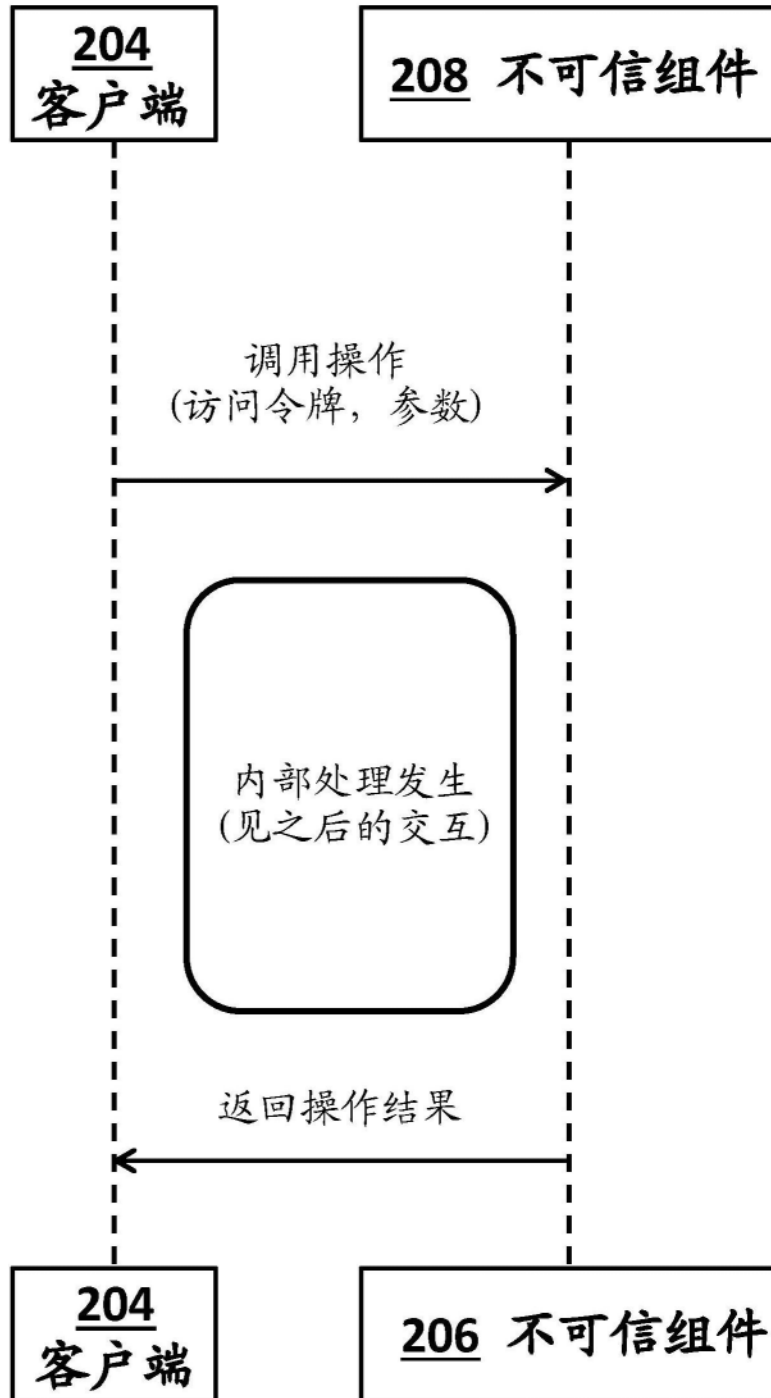 204
客户端
208 不可信组件
调用操作
(访问令牌，参数)
内部处理发生
(见之后的交互)
返回操作结果
204
客户端
206 不可信组件